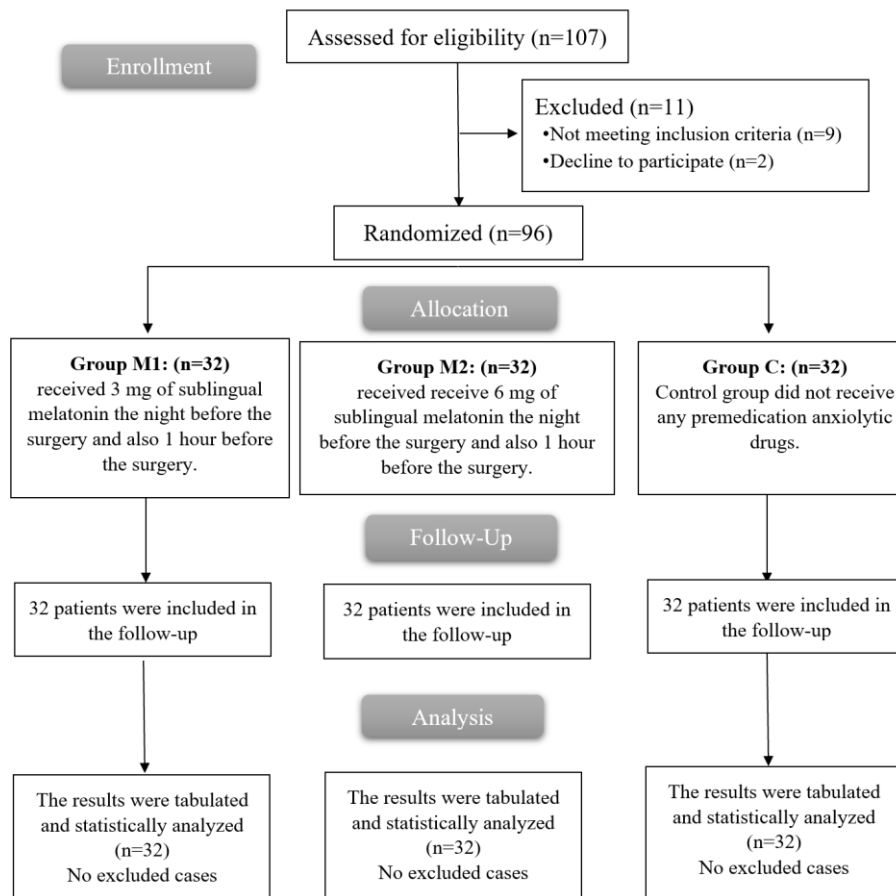 Assessed for eligibility (n=107)
Enrollment
Excluded (n=11)
•Not meeting inclusion criteria (n=9)
•Decline to participate (n=2)
Randomized (n=96)
Allocation
Group M1: (n=32)
received 3 mg of sublingual
melatonin the night before the
surgery and also 1 hour before
the surgery.
Group M2: (n=32)
received receive 6 mg of
sublingual melatonin the night
before the surgery and also 1 hour
before the surgery.
Group C: (n=32)
Control group did not receive
any premedication anxiolytic
drugs.
Follow-Up
32 patients were included in
the follow-up
32 patients were included in
the follow-up
32 patients were included in
the follow-up
Analysis
The results were tabulated
and statistically analyzed
(n=32)
No excluded cases
The results were tabulated
and statistically analyzed
(n=32)
No excluded cases
The results were tabulated
and statistically analyzed
(n=32)
No excluded cases